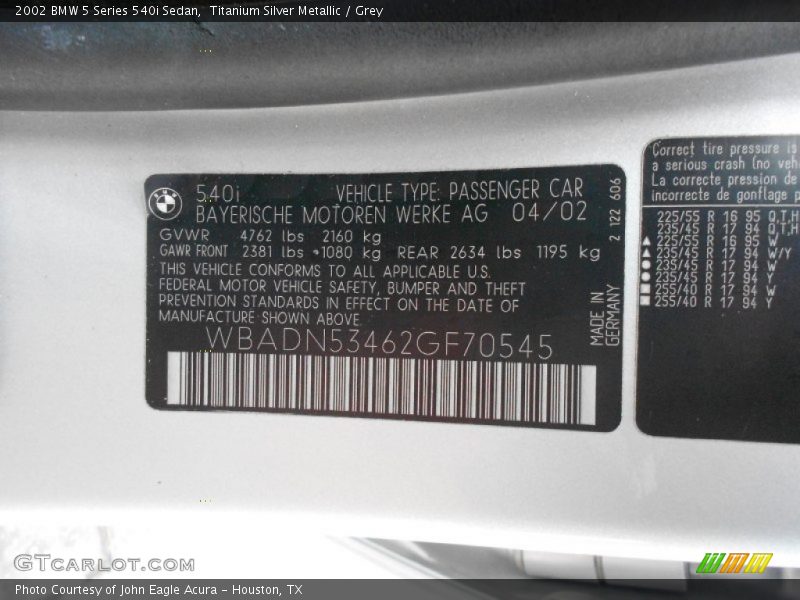 2002 BMW 5 Series 540i Sedan,  Titanium Silver Metallic / Grey
540i VEHICLE TYPE: PASSENGER CAR
BAYERISCHE MOTOREN WERKE AG 04/02
GVWR 4762 lbs 2160 kg
GAWR FRONT 2381 lbs 1080 kg REAR 2634 lbs 1195 kg
THIS VEHICLE CONFORMS TO ALL APPLICABLE U.S.
FEDERAL MOTOR VEHICLE SAFETY, BUMPER AND THEFT
PREVENTION STANDARDS IN EFFECT ON THE DATE OF
MANUFACTURE SHOWN ABOVE.
WBADN53462GF70545
2 122 606
MADE IN
GERMANY
Correct tire pressure is
a serious crash (no veh
La correcte pression de
incorrecte de gonflage p
225/55 R 16 95 Q,T,H
235/45 R 17 94 Q,T,H
225/55 R 16 95 W
235/45 R 17 94 W/Y
235/45 R 17 94 W
235/45 R 17 94 Y
255/40 R 17 94 W
255/40 R 17 94 Y
GTCARLOT.COM
Photo Courtesy of John Eagle Acura - Houston, TX